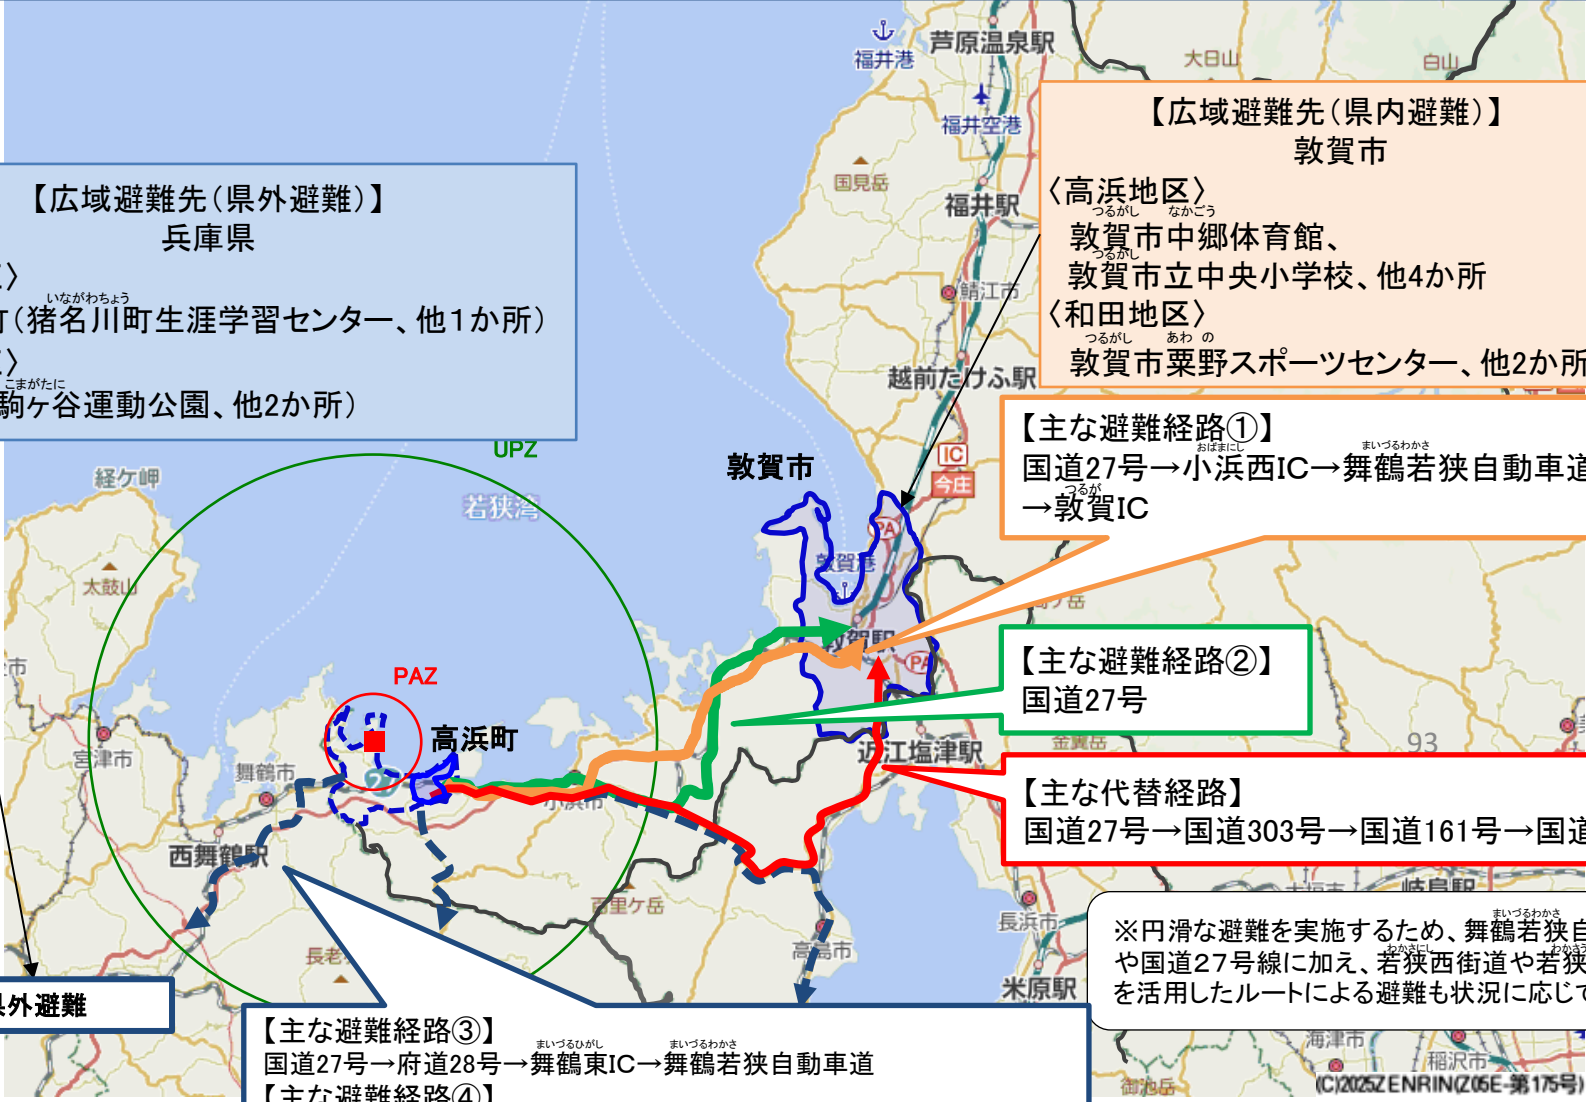 芦原温泉駅
福井港
大日山
白山
福井空港
国見岳
福井駅
鯖江市
越前たけふ駅
【広域避難先（県内避難）】
敦賀市
〈高浜地区〉
つるがし なかごう
敦賀市中郷体育館、
つるがし
敦賀市立中央小学校、他4か所
〈和田地区〉
つるがし あわ の
敦賀市粟野スポーツセンター、他2か所
【広域避難先（県外避難）】
兵庫県
〉
いながわちょう
町（猪名川町生涯学習センター、他１か所）
〉
こまがたに
駒ヶ谷運動公園、他2か所）
【主な避難経路①】
おばまにし まいづるわかさ
国道27号→小浜西IC→舞鶴若狭自動車道
つるが
→敦賀IC
UPZ
経ケ岬
若狭湾
敦賀市
IC
今庄
PA
敦賀港
太鼓山
敦賀駅
PA
【主な避難経路②】
国道27号
市
PAZ
高浜町
宮津市
舞鶴市
27
小浜市
近江塩津駅
金糞岳
93
【主な代替経路】
国道27号→国道303号→国道161号→国道
西舞鶴駅
百里ケ岳
大垣市
岐阜駅
長浜市
高島市
長老
米原駅
※円滑な避難を実施するため、舞鶴若狭自
まいづるわかさ
や国道２７号線に加え、若狭西街道や若狭
わかさにし わかさ
を活用したルートによる避難も状況に応じて
県外避難
【主な避難経路③】
まいづるひがし まいづるわかさ
国道27号→府道28号→舞鶴東IC→舞鶴若狭自動車道
【主な避難経路④】
海津市
稲沢市
御池岳
(C)2025ZENRIN(Z05E-第175号)